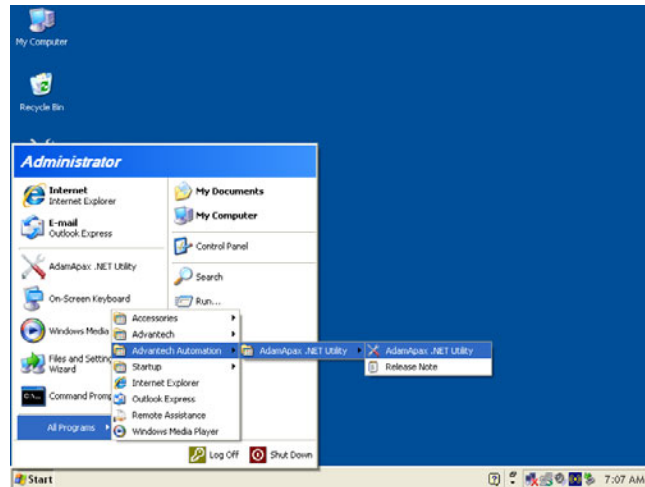 My Computer
Recycle Bin
Administrator
Internet
Internet Explorer
E-mail
Outlook Express
AdamApax .NET Utility
On-Screen Keyboard
Windows Media
Files and Setting
Wizard
Command Promp
All Programs
My Documents
My Computer
Control Panel
Search
Run...
Accessories
Advantech
Advantech Automation
Startup
Internet Explorer
Outlook Express
Remote Assistance
Windows Media Player
AdamApax .NET Utility
AdamApax .NET Utility
Release Note
Log Off
Shut Down
Start
7:07 AM